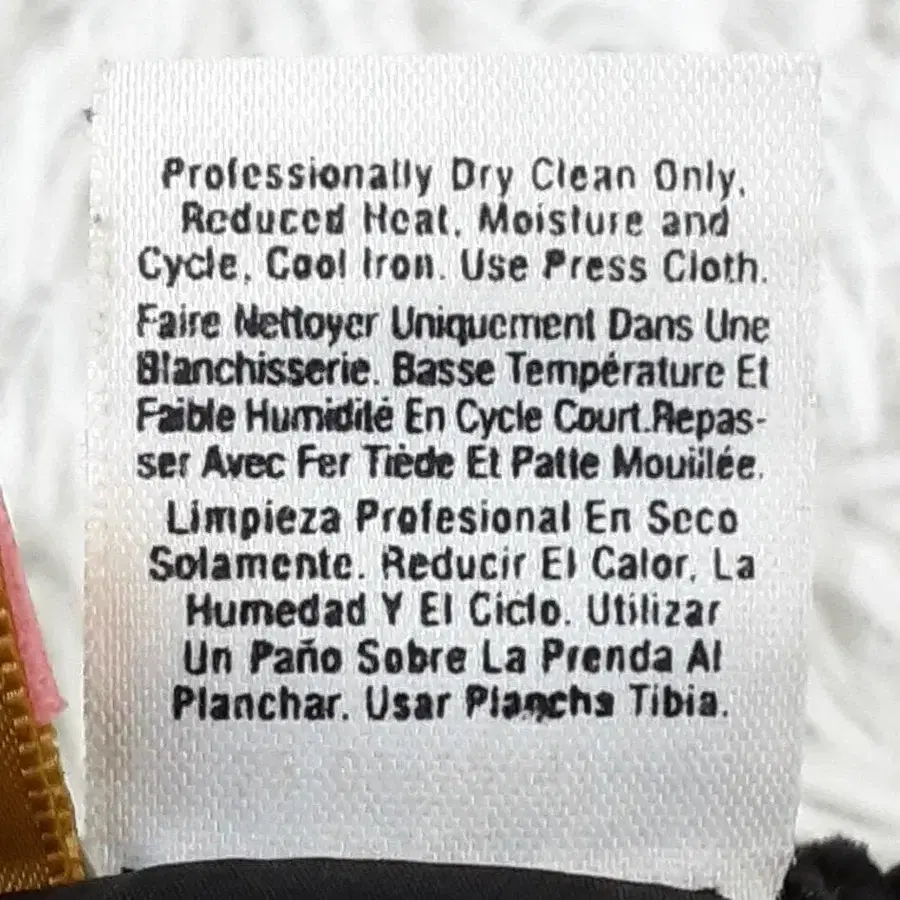 Professionally Dry Clean Only,
Reduced Heat, Moisture and
Cycle, Cool Iron. Use Press Cloth.
Faire Nettoyer Uniquement Dans Une
Blanchisserie. Basse Température Et
Faible Humidité En Cycle Court.Repas-
ser Avec Fer Tiède Et Patte Mouiilée.
Limpieza Profesional En Seco
Solamente. Reducir El Calor, La
Humedad Y El Ciclo. Utilizar
Un Paño Sobre La Prenda Al
Planchar. Usar Plancha Tibia.